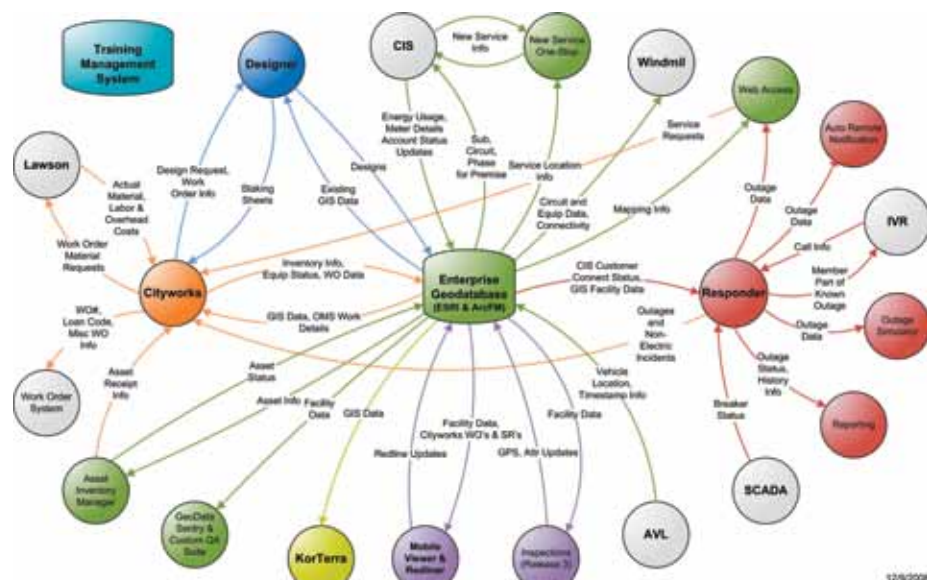 Training
Management
System
Designer
CIS
New Service
Info
New Service
One-Stop
Windmil
Web Access
Auto Remote
Notification
Lawson
IVR
Energy Usage,
Meter Details
Account Status
Updates
Sub,
Circuit,
Phase
for Premise
Service
Requests
Service Location
Info
Actual
Material,
Labor &
Overhead
Costs
Design Request,
Work
Order Info
Staking
Sheets
Existing
GIS Data
Designs
Circuit and
Equip Data,
Connectivity
Mapping Info
Outage
Data
Outage
Data
Call Info
Work Order
Material
Requests
Cityworks
Inventory Info,
Equip Status, WO Data
Enterprise
Geodatabase
(ESRI & ArcFM)
CIS Customer
Connect Status,
GIS Facility Data
Responder
Member
Part of
Known
Outage
WO#,
Loan Code,
Misc WO
Info
GIS Data, OMS Work
Details
Outages
and
Non-
Electric
Incidents
Outage
Data
Outage
Simulator
Work Order
System
Asset
Receipt
Info
Asset
Status
Asset Info
Facility
Data
GIS Data
Vehicle
Location,
Timestamp Info
Outage
Status,
History
Info
Breaker
Status
Reporting
Facility Data,
Cityworks WO's & SR's
Redline Updates
Facility Data
GPS, Attr Updates
Asset
Inventory
Manager
GeoData
Sentry &
Custom QA
Suite
KorTerra
Mobile
Viewer &
Redliner
Inspections
(Release 3)
AVL
SCADA